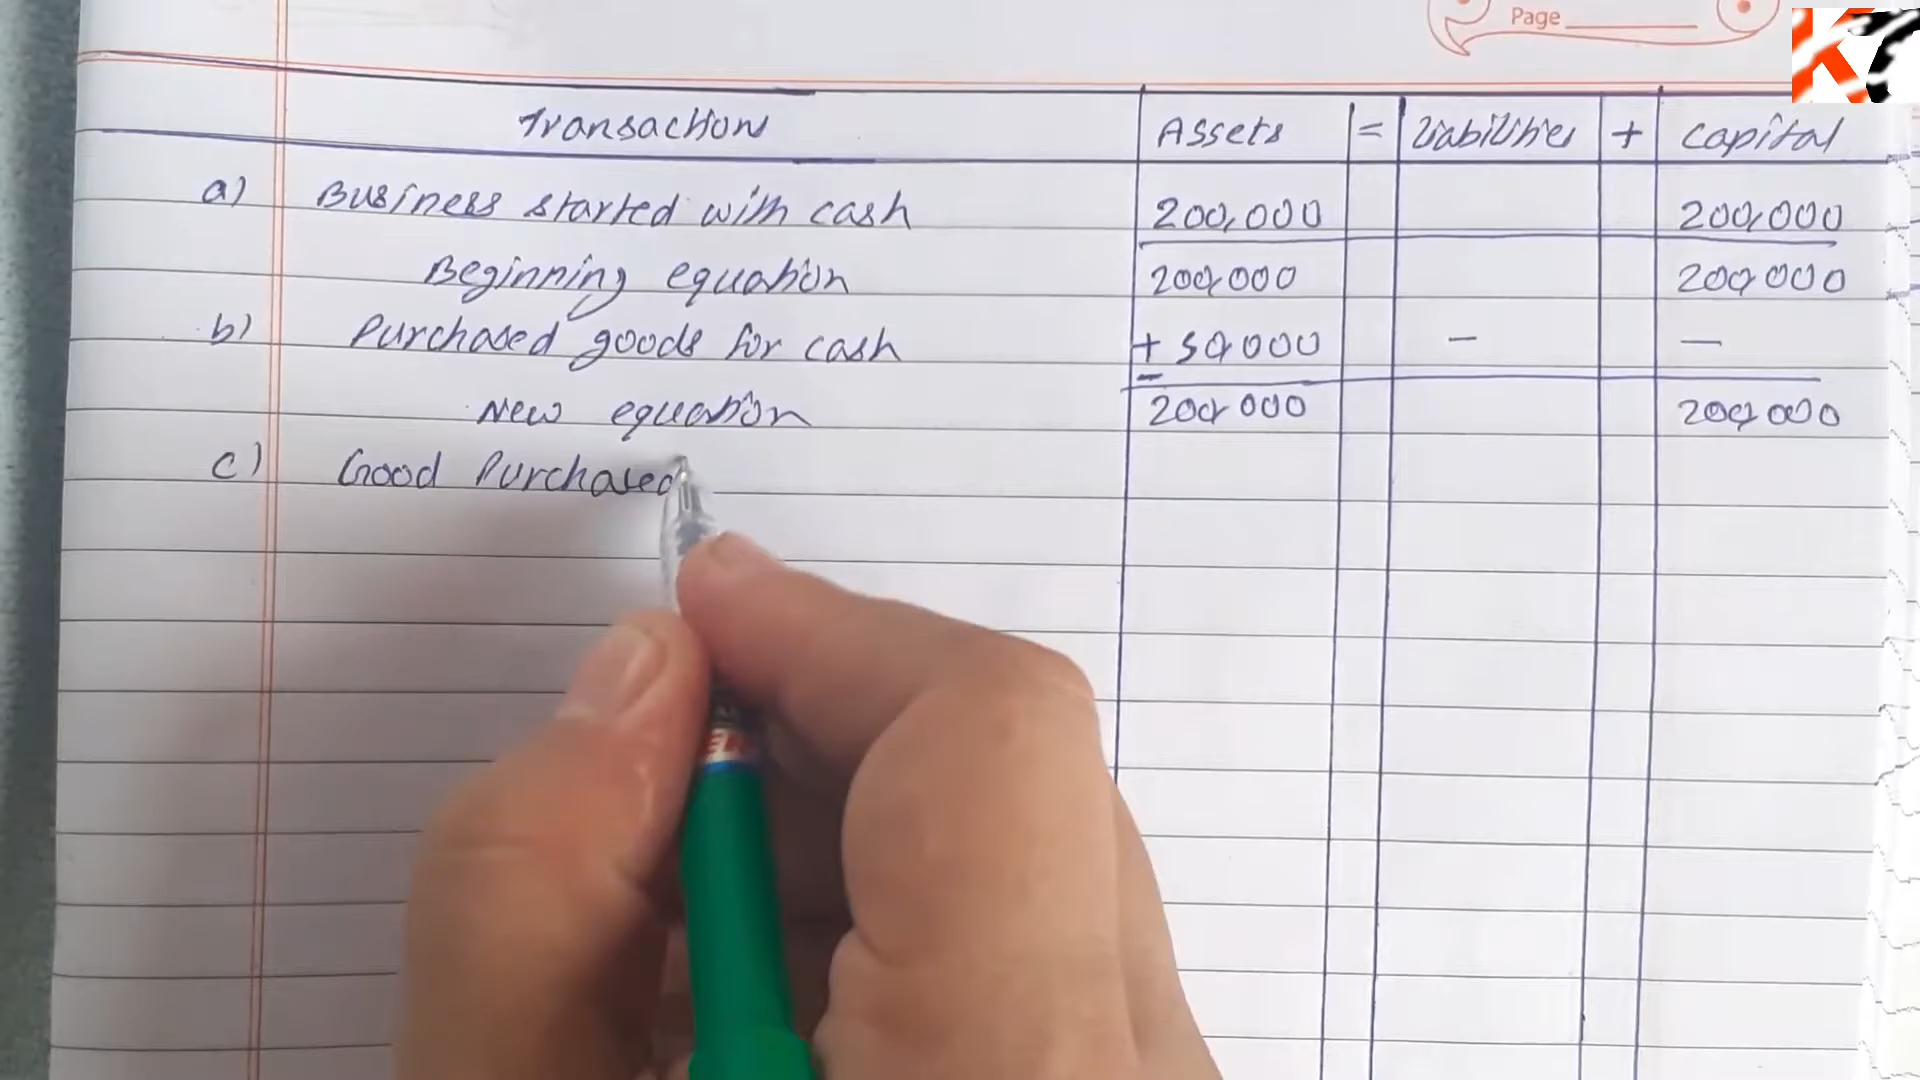 Page
Transaction Assets = Liabilities + Capital
a) Business started with cash 200,000 200,000
Beginning equation 200,000 200,000
b) Purchased goods for cash ± 50,000 — —
New equation 200,000 200,000
c) Good Purchased